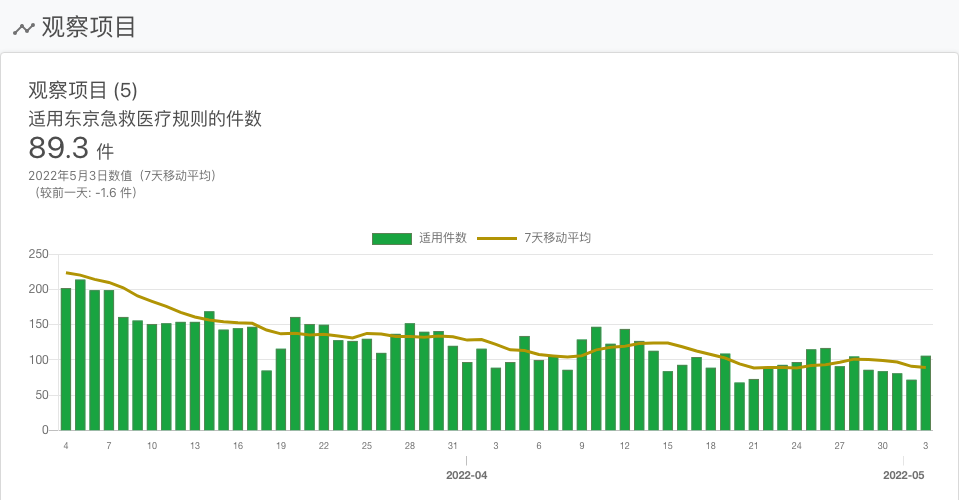 观察项目
观察项目 (5)
适用东京急救医疗规则的件数
89.3 件
2022年5月3日数值（7天移动平均）
（较前一天: -1.6 件）
适用件数 7天移动平均
250
200
150
100
50
0
4 7 10 13 16 19 22 25 28 31 3 6 9 12 15 18 21 24 27 30 3
2022-04 2022-05